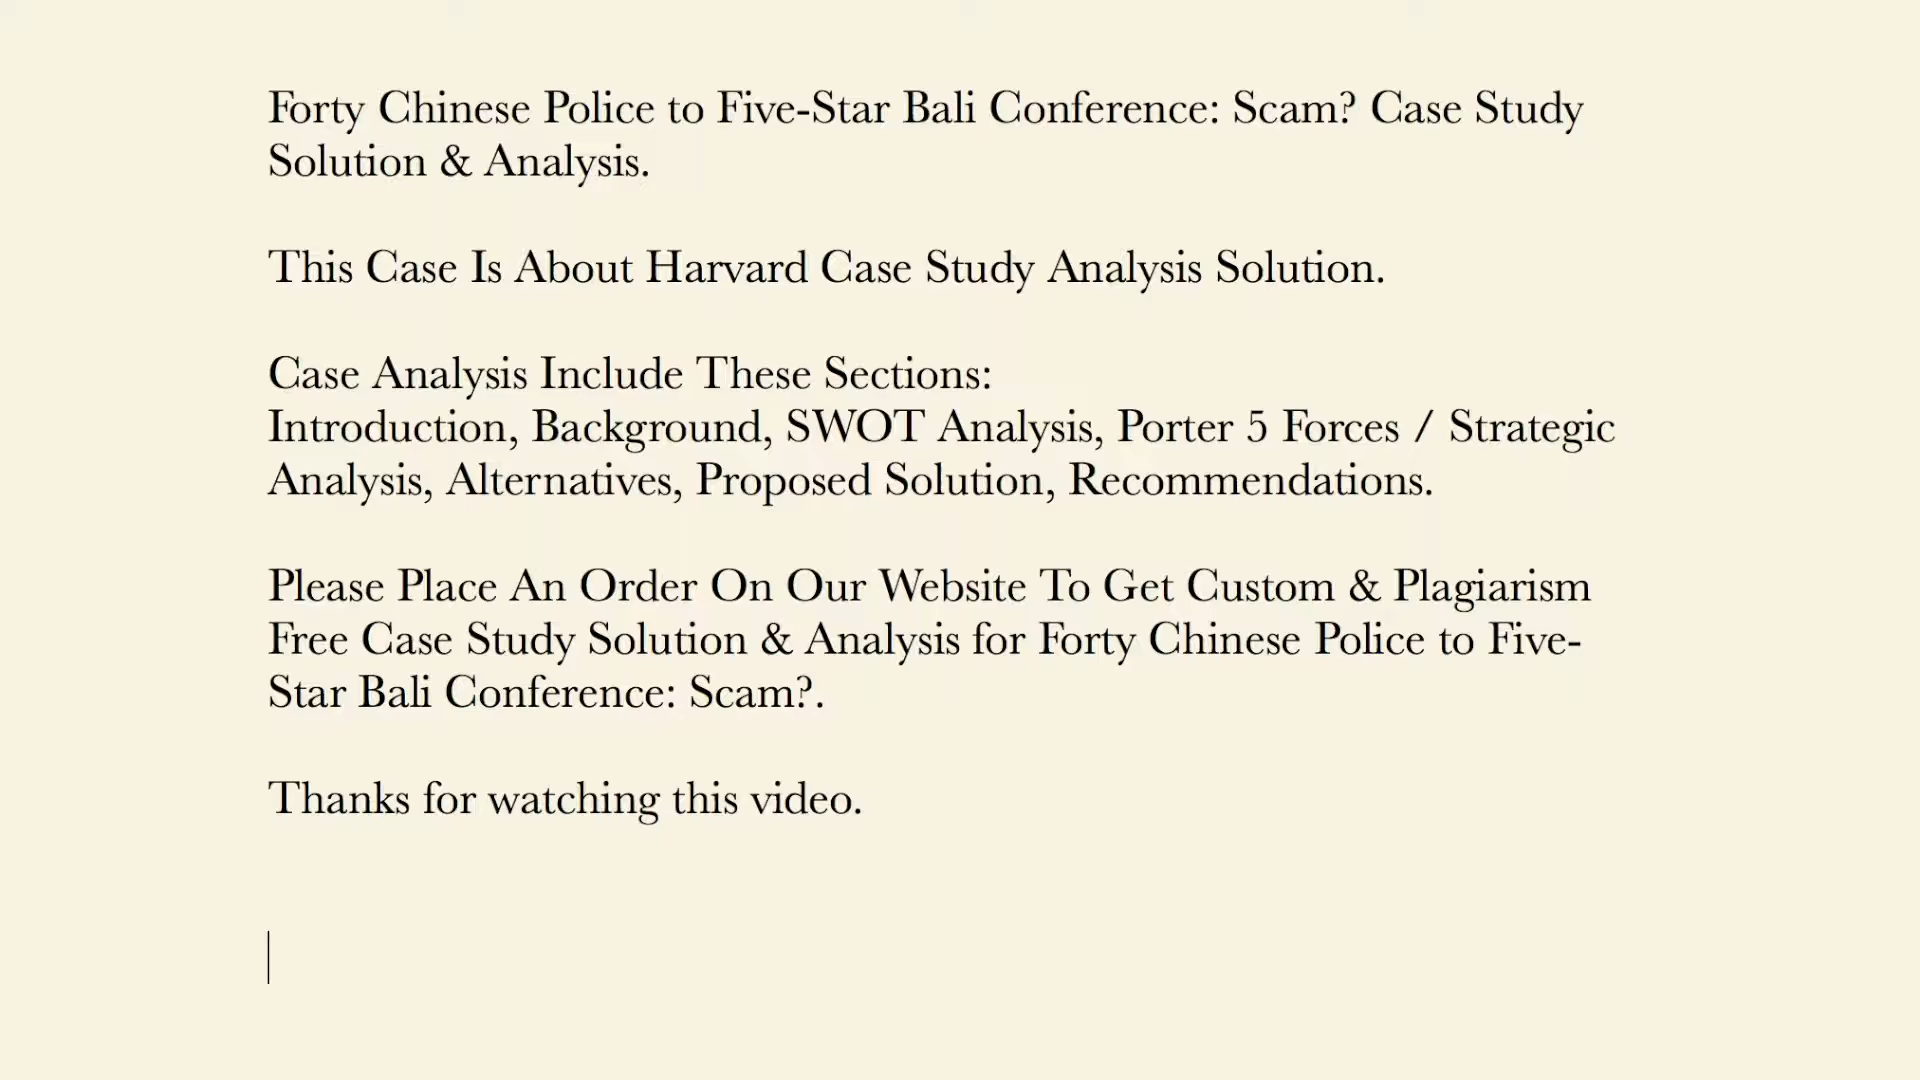 Forty Chinese Police to Five-Star Bali Conference: Scam? Case Study
Solution & Analysis.
This Case Is About Harvard Case Study Analysis Solution.
Case Analysis Include These Sections:
Introduction, Background, SWOT Analysis, Porter 5 Forces / Strategic
Analysis, Alternatives, Proposed Solution, Recommendations.
Please Place An Order On Our Website To Get Custom & Plagiarism
Free Case Study Solution & Analysis for Forty Chinese Police to Five-
Star Bali Conference: Scam?.
Thanks for watching this video.